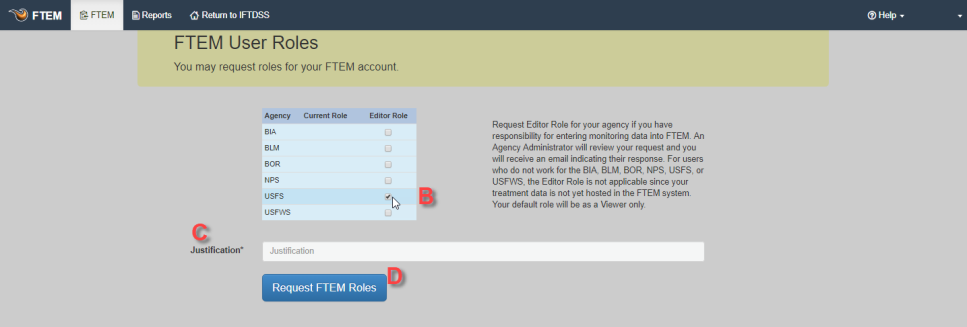 FTEM FTEM Reports Return to IFTDSS Help
FTEM User Roles
You may request roles for your FTEM account.
Agency Current Role Editor Role
BIA
BLM
BOR
NPS
USFS B
USFWS
Request Editor Role for your agency if you have
responsibility for entering monitoring data into FTEM. An
Agency Administrator will review your request and you
will receive an email indicating their response. For users
who do not work for the BIA, BLM, BOR, NPS, USFS, or
USFWS, the Editor Role is not applicable since your
treatment data is not yet hosted in the FTEM system.
Your default role will be as a Viewer only.
C
Justification* Justification
Request FTEM Roles D